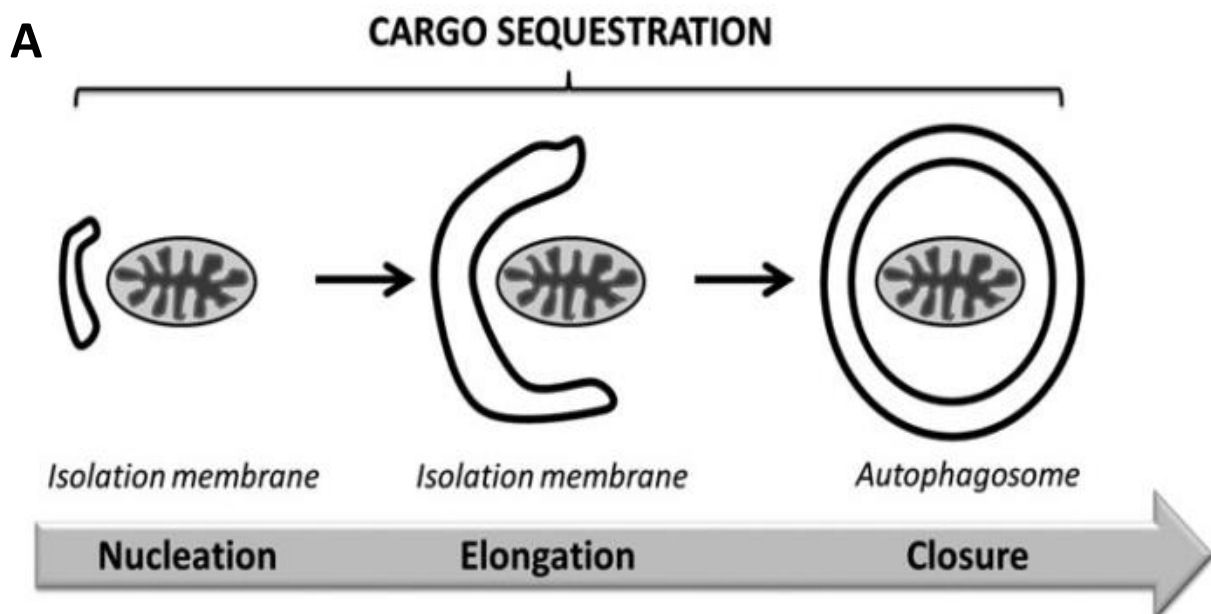 A
CARGO SEQUESTRATION
Isolation membrane
Isolation membrane
Autophagosome
Nucleation
Elongation
Closure